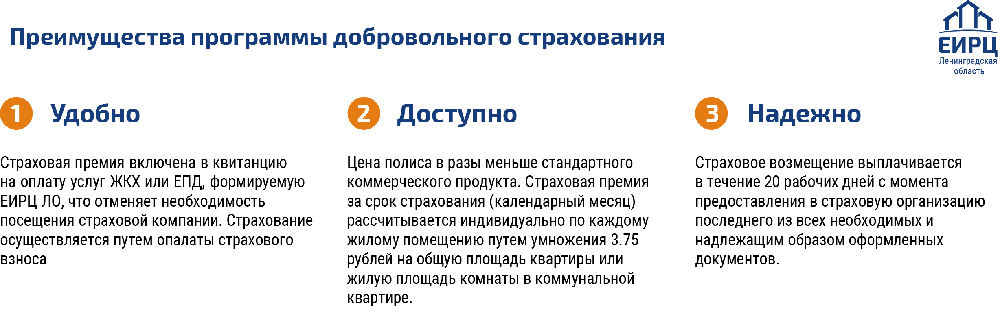 Преимущества программы добровольного страхования
ЕИРЦ
Ленинградская
область
1 Удобно
Страховая премия включена в квитанцию
на оплату услуг ЖКХ или ЕПД, формируемую
ЕИРЦ ЛО, что отменяет необходимость
посещения страховой компании. Страхование
осуществляется путем опалаты страхового
взноса
2 Доступно
Цена полиса в разы меньше стандартного
коммерческого продукта. Страховая премия
за срок страхования (календарный месяц)
рассчитывается индивидуально по каждому
жилому помещению путем умножения 3.75
рублей на общую площадь квартиры или
жилую площадь комнаты в коммунальной
квартире.
3 Надежно
Страховое возмещение выплачивается
в течение 20 рабочих дней с момента
предоставления в страховую организацию
последнего из всех необходимых и
надлежащим образом оформленных
документов.